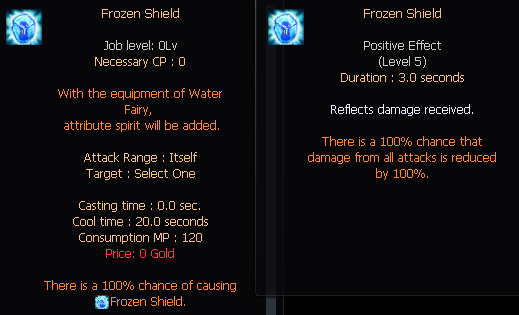 Frozen Shield
Job level: 0Lv
Necessary CP : 0
With the equipment of Water
Fairy,
attribute spirit will be added.
Attack Range : Itself
Target : Select One
Casting time : 0.0 sec.
Cool time : 20.0 seconds
Consumption MP : 120
Price: 0 Gold
There is a 100% chance of causing
Frozen Shield.
Frozen Shield
Positive Effect
(Level 5)
Duration : 3.0 seconds
Reflects damage received.
There is a 100% chance that
damage from all attacks is reduced
by 100%.